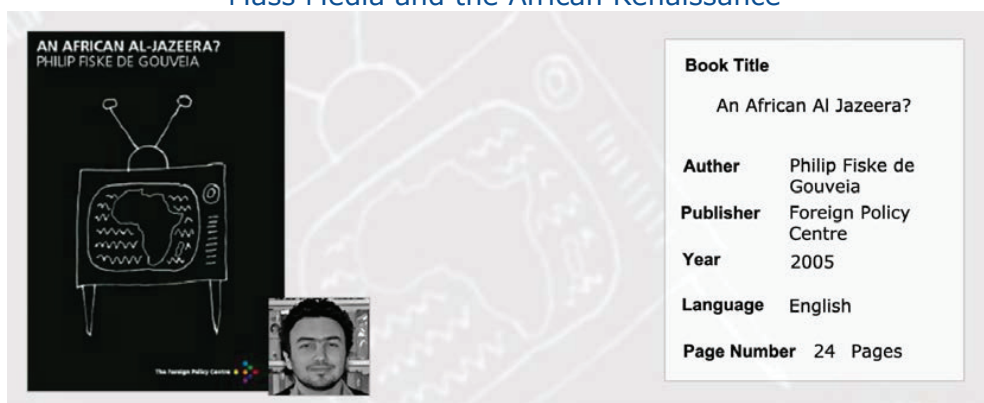 Mass Media and the African Renaissance
AN AFRICAN AL-JAZEERA?
PHILIP FISKE DE GOUVEIA
The Foreign Policy Centre
Book Title
An African Al Jazeera?
Auther Philip Fiske de
Gouveia
Publisher Foreign Policy
Centre
Year 2005
Language English
Page Number 24 Pages